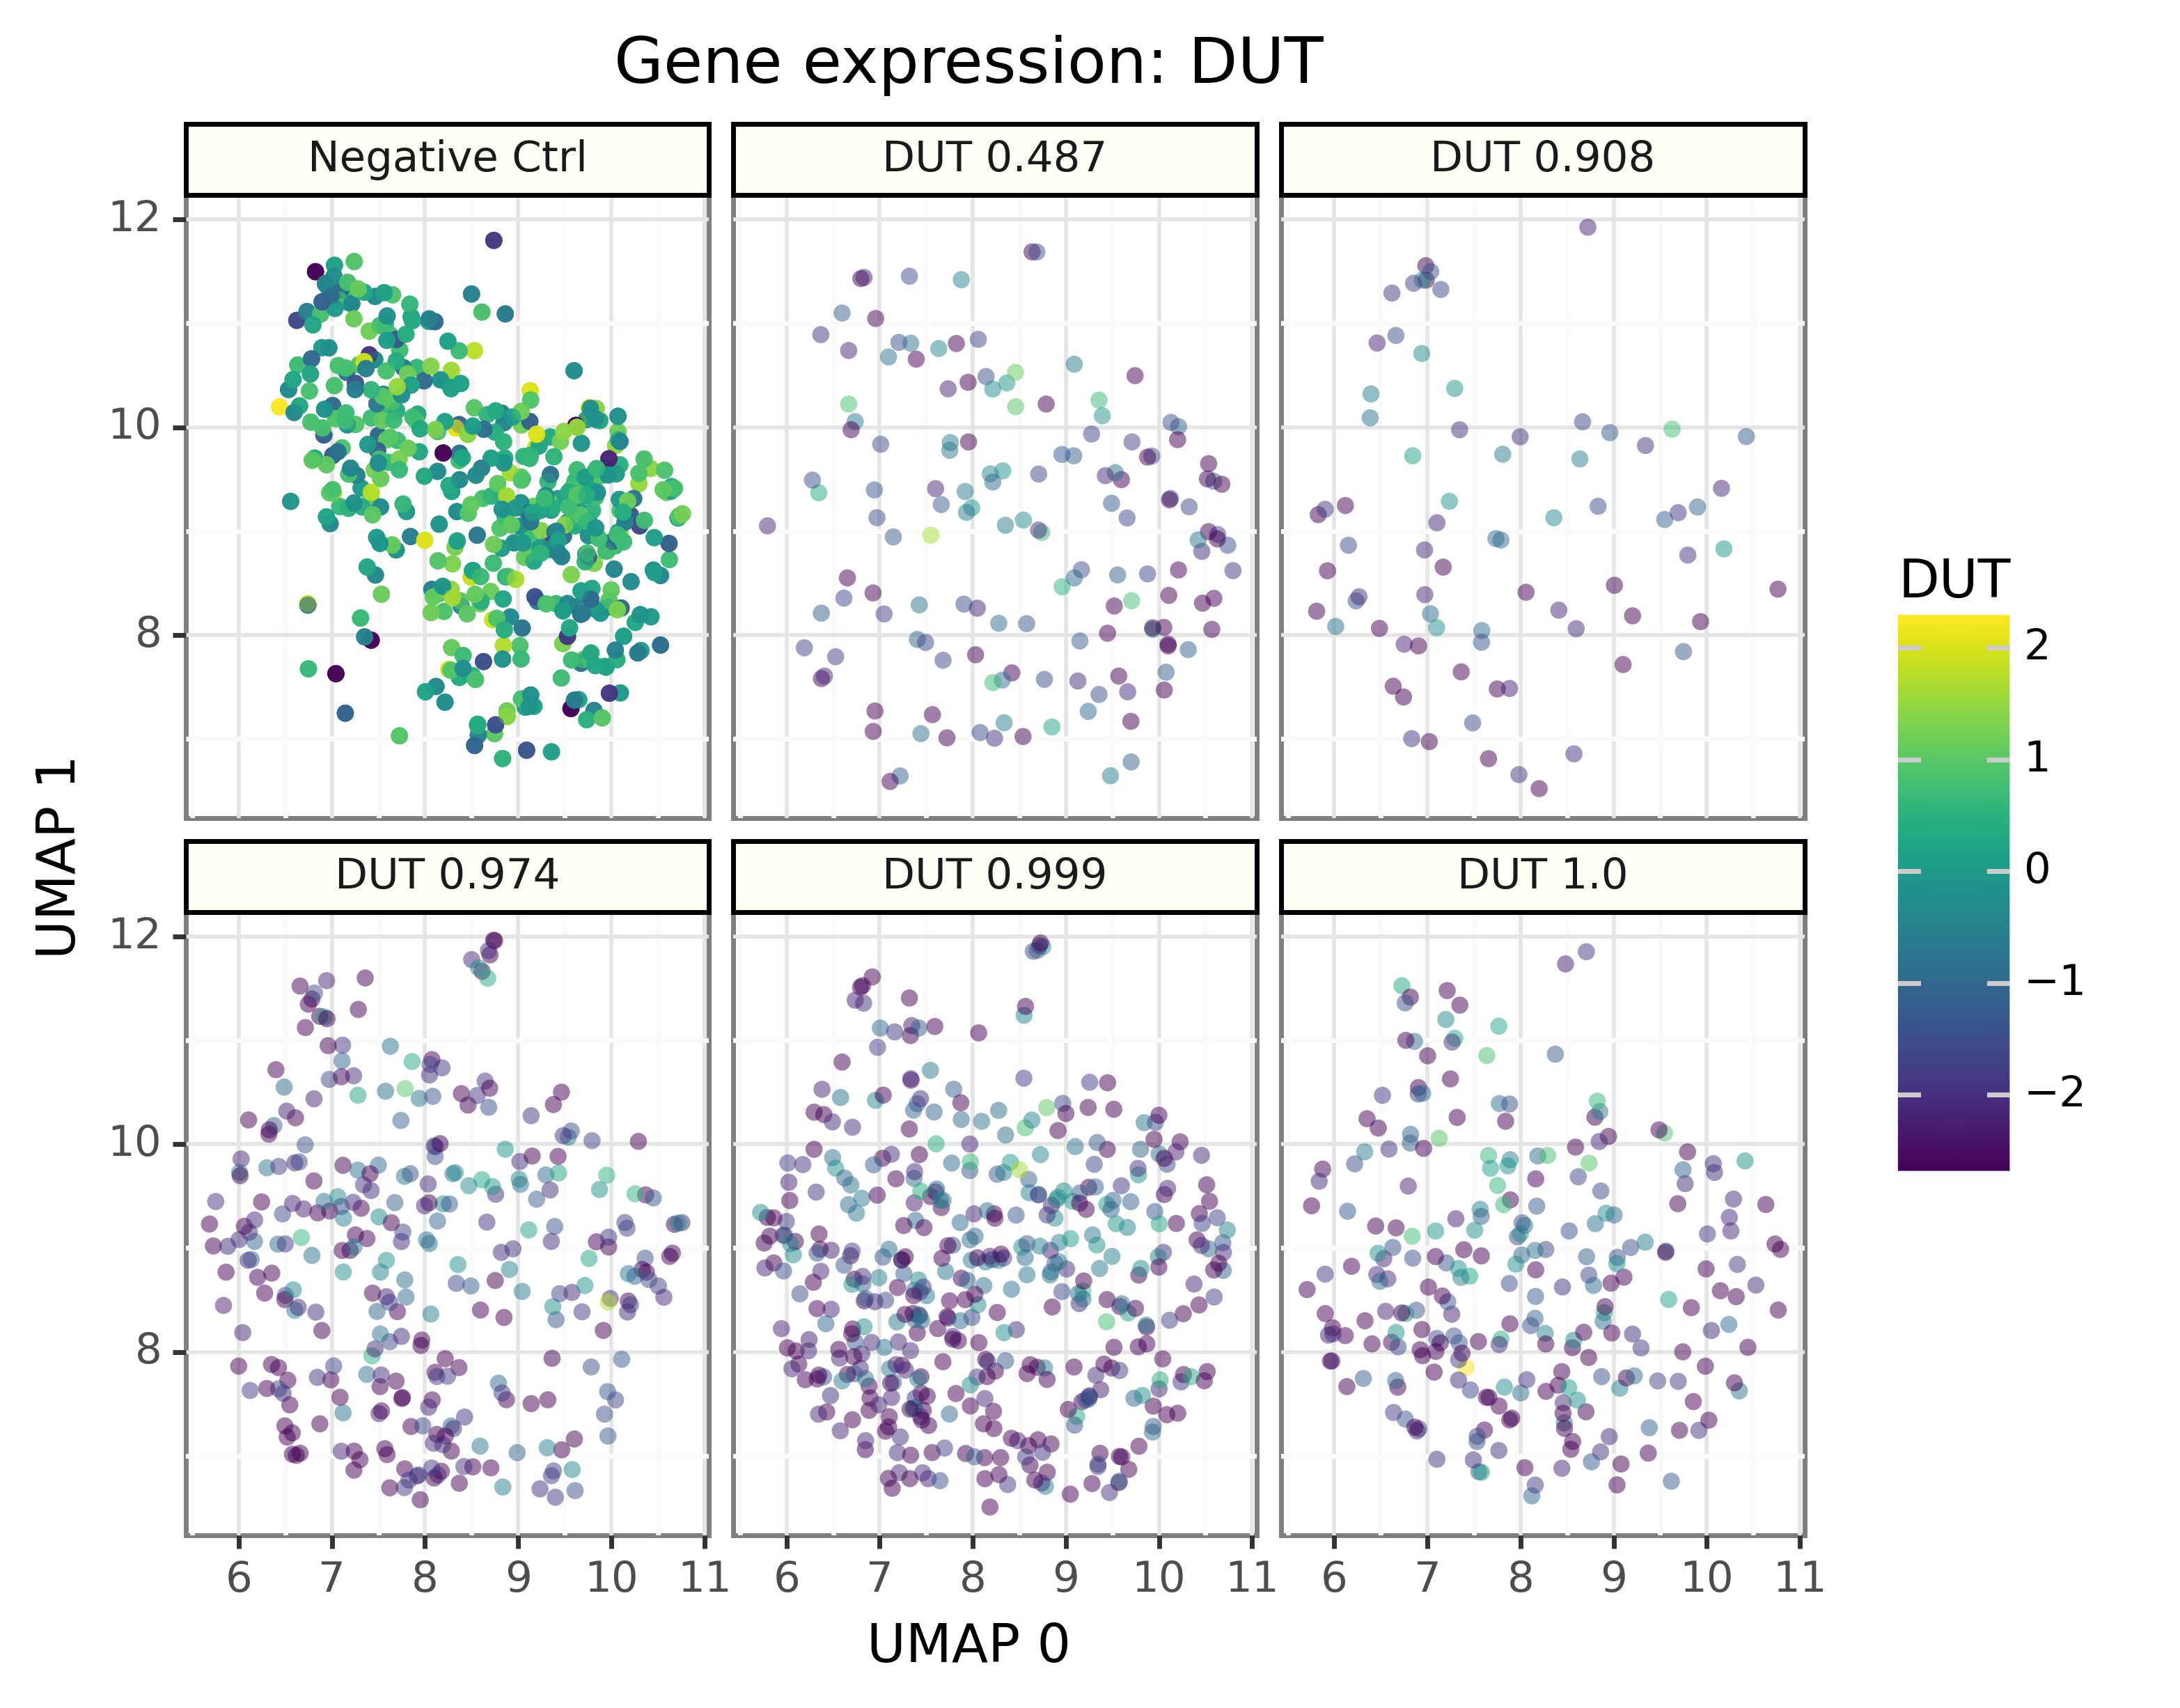 Gene expression: DUT
Negative Ctrl
DUT 0.487
DUT 0.908
12
10
8
DUT 0.974
DUT 0.999
DUT 1.0
12
10
8
6 7 8 9 10 11
6 7 8 9 10 11
6 7 8 9 10 11
UMAP 0
UMAP 1
DUT
2
1
0
−1
−2